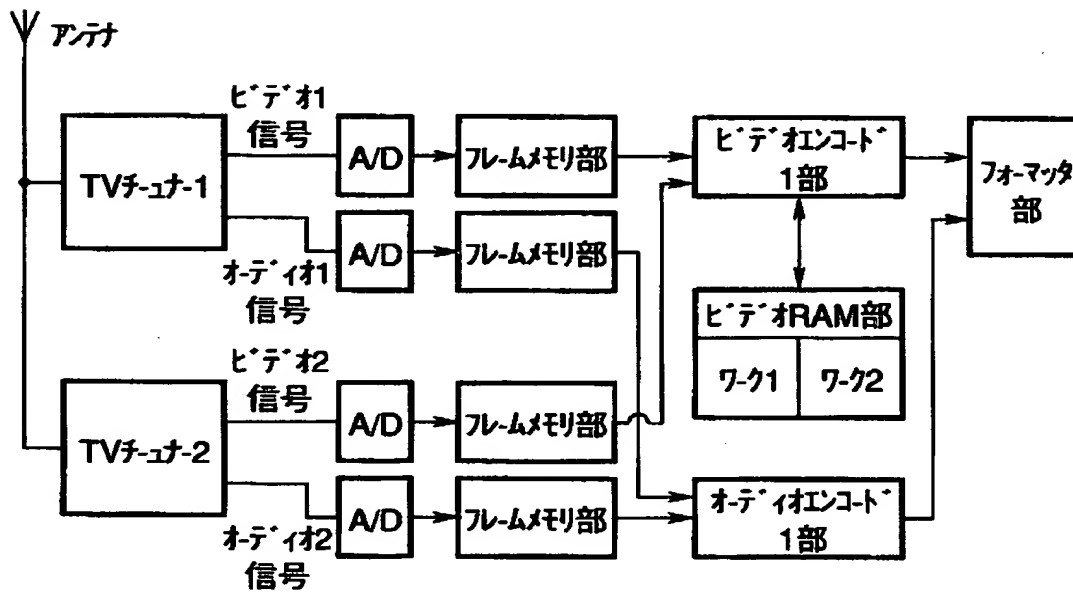 アンテナ
TVチューナー1
ビデオ1
信号
A/D
フレームメモリ部
オーディオ1
信号
A/D
フレームメモリ部
TVチューナー2
ビデオ2
信号
A/D
フレームメモリ部
オーディオ2
信号
A/D
フレームメモリ部
ビデオエンコード
1部
ビデオRAM部
ワーク1
ワーク2
オーディオエンコード
1部
フォーマッタ
部